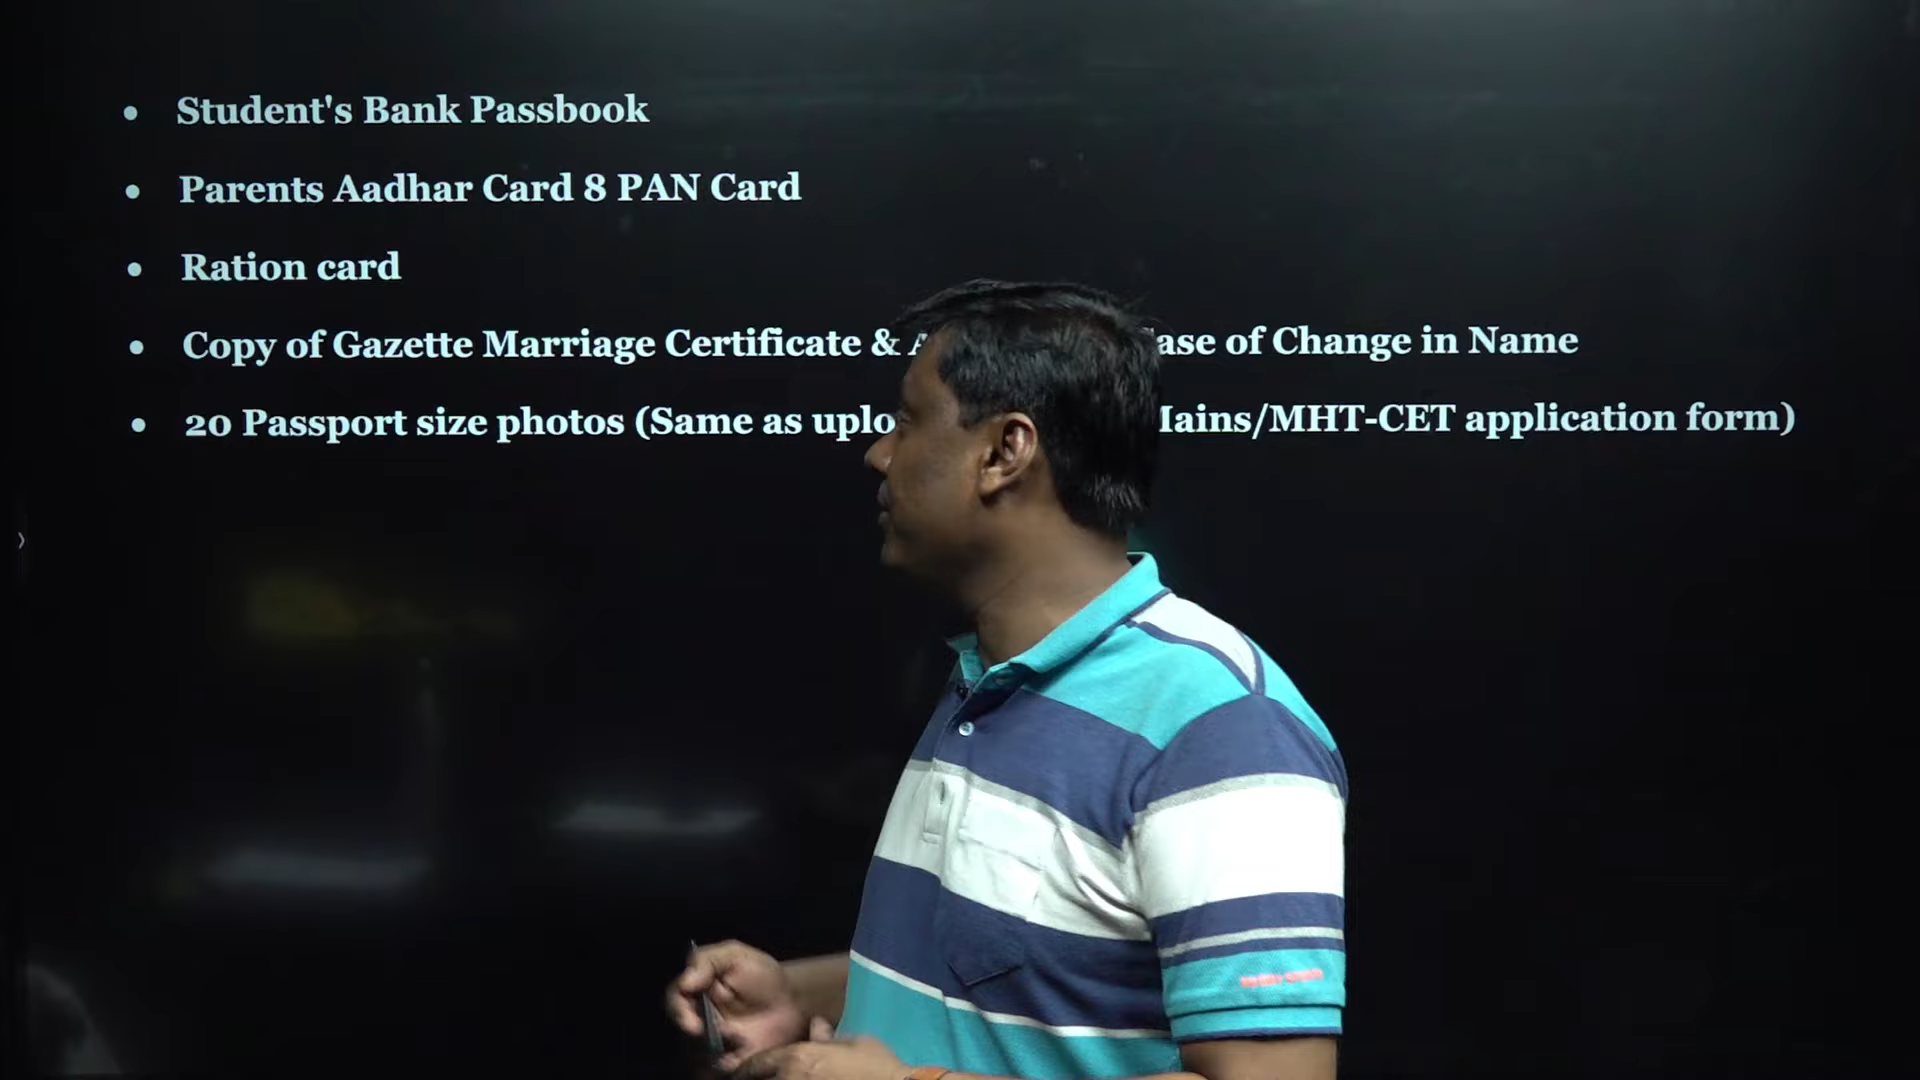 • Student's Bank Passbook
• Parents Aadhar Card 8 PAN Card
• Ration card
• Copy of Gazette Marriage Certificate & ase of Change in Name
• 20 Passport size photos (Same as uplo Mains/MHT-CET application form)